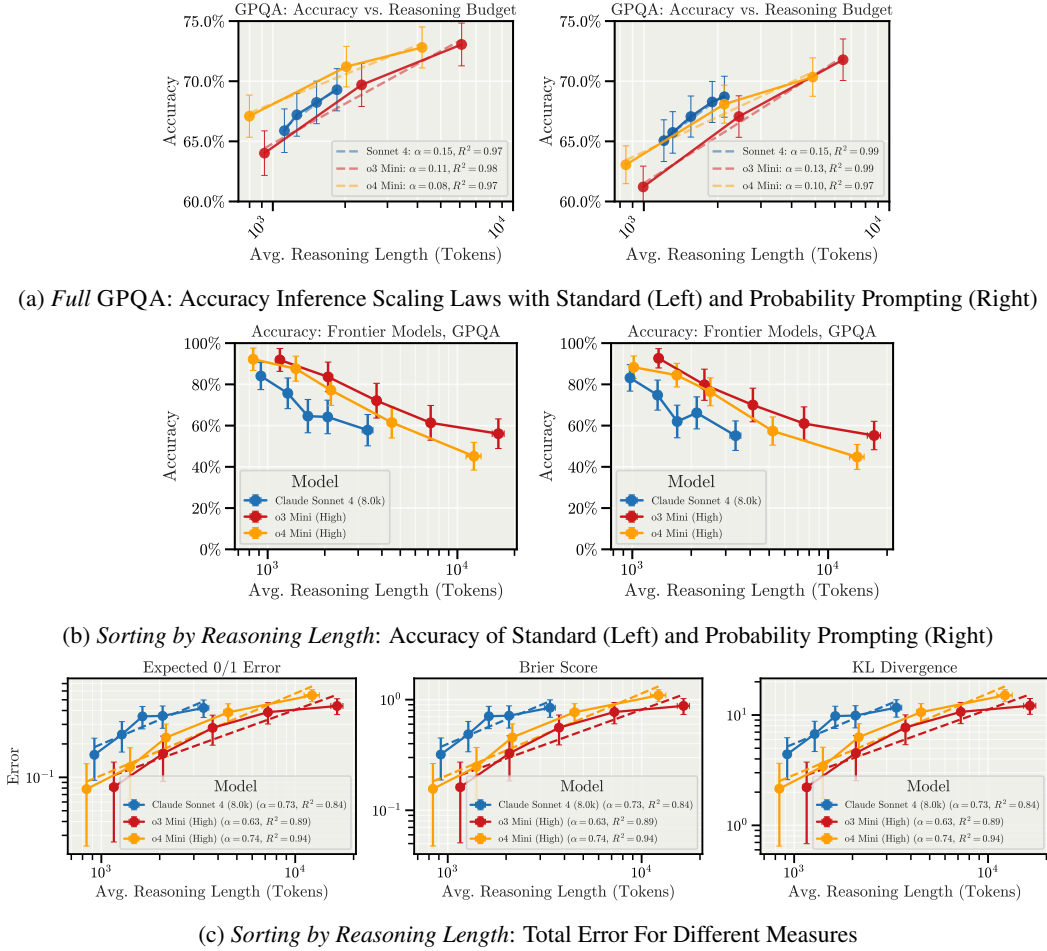 GPQA: Accuracy vs. Reasoning Budget
75.0%
70.0%
65.0%
60.0%
Accuracy
Sonnet 4: α = 0.15, R² = 0.97
o3 Mini: α = 0.11, R² = 0.98
o4 Mini: α = 0.08, R² = 0.97
10³
10⁴
Avg. Reasoning Length (Tokens)
GPQA: Accuracy vs. Reasoning Budget
75.0%
70.0%
65.0%
60.0%
Accuracy
Sonnet 4: α = 0.15, R² = 0.99
o3 Mini: α = 0.13, R² = 0.99
o4 Mini: α = 0.10, R² = 0.97
10³
10⁴
Avg. Reasoning Length (Tokens)
(a) Full GPQA: Accuracy Inference Scaling Laws with Standard (Left) and Probability Prompting (Right)
Accuracy: Frontier Models, GPQA
100%
80%
60%
40%
20%
0%
Accuracy
Model
Claude Sonnet 4 (8.0k)
o3 Mini (High)
o4 Mini (High)
10³
10⁴
Avg. Reasoning Length (Tokens)
Accuracy: Frontier Models, GPQA
100%
80%
60%
40%
20%
0%
Accuracy
Model
Claude Sonnet 4 (8.0k)
o3 Mini (High)
o4 Mini (High)
10³
10⁴
Avg. Reasoning Length (Tokens)
(b) Sorting by Reasoning Length: Accuracy of Standard (Left) and Probability Prompting (Right)
Expected 0/1 Error
Error
10⁻¹
Model
Claude Sonnet 4 (8.0k) (α = 0.73, R² = 0.84)
o3 Mini (High) (α = 0.63, R² = 0.89)
o4 Mini (High) (α = 0.74, R² = 0.94)
10³
10⁴
Avg. Reasoning Length (Tokens)
Brier Score
10⁰
10⁻¹
Model
Claude Sonnet 4 (8.0k) (α = 0.73, R² = 0.84)
o3 Mini (High) (α = 0.63, R² = 0.89)
o4 Mini (High) (α = 0.74, R² = 0.94)
10³
10⁴
Avg. Reasoning Length (Tokens)
KL Divergence
10¹
10⁰
Model
Claude Sonnet 4 (8.0k) (α = 0.73, R² = 0.84)
o3 Mini (High) (α = 0.63, R² = 0.89)
o4 Mini (High) (α = 0.74, R² = 0.94)
10³
10⁴
Avg. Reasoning Length (Tokens)
(c) Sorting by Reasoning Length: Total Error For Different Measures